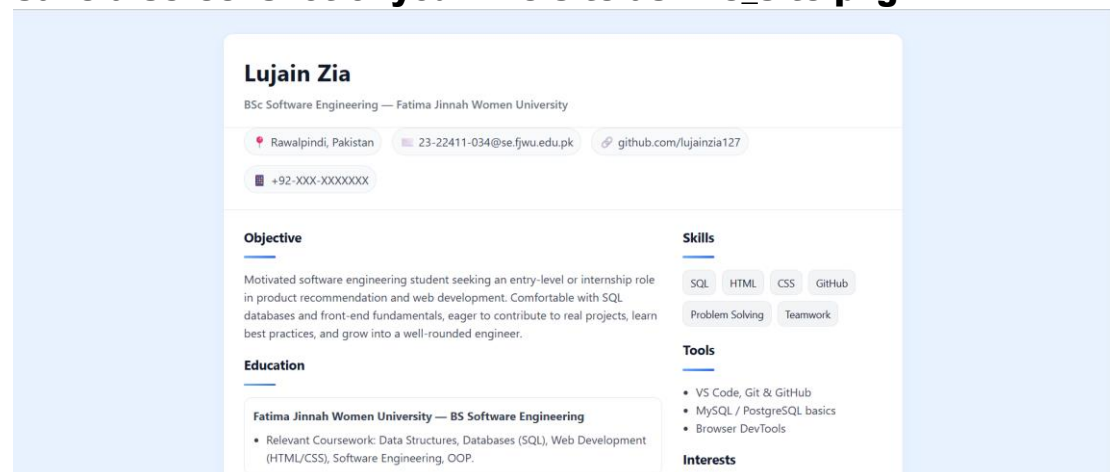 Lujain Zia
BSc Software Engineering — Fatima Jinnah Women University
Rawalpindi, Pakistan
23-22411-034@se.fjwu.edu.pk
github.com/lujainzia127
+92-XXX-XXXXXXX
Objective
Motivated software engineering student seeking an entry-level or internship role
in product recommendation and web development. Comfortable with SQL
databases and front-end fundamentals, eager to contribute to real projects, learn
best practices, and grow into a well-rounded engineer.
Education
Fatima Jinnah Women University — BS Software Engineering
• Relevant Coursework: Data Structures, Databases (SQL), Web Development
(HTML/CSS), Software Engineering, OOP.
Skills
SQL
HTML
CSS
GitHub
Problem Solving
Teamwork
Tools
• VS Code, Git & GitHub
• MySQL / PostgreSQL basics
• Browser DevTools
Interests